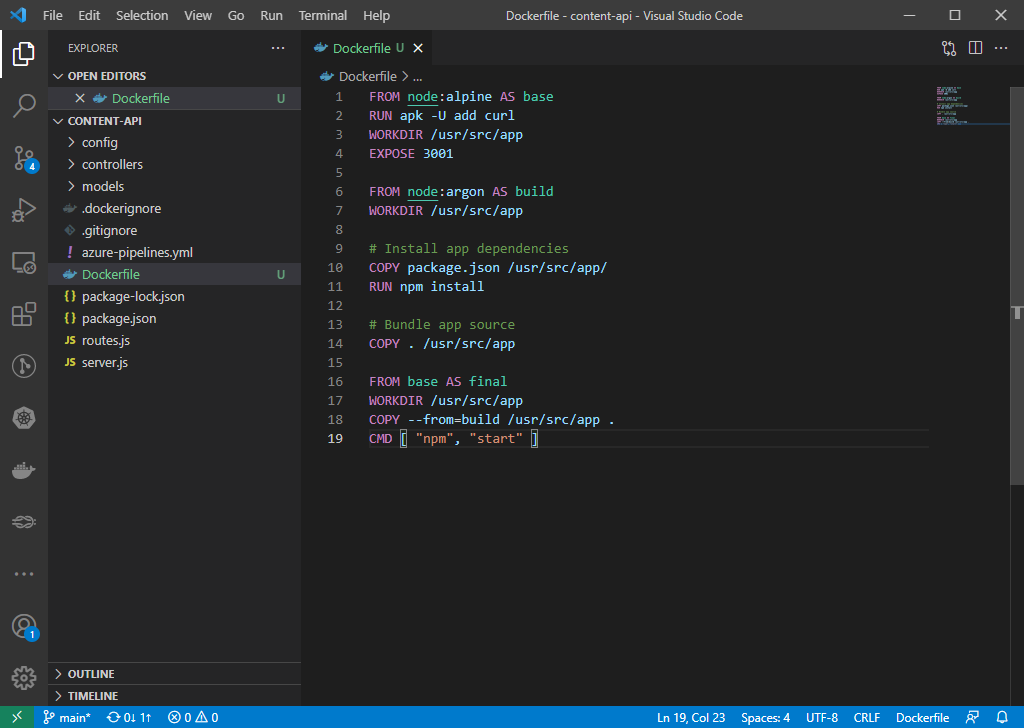 File Edit Selection View Go Run Terminal Help Dockerfile - content-api - Visual Studio Code
EXPLORER
OPEN EDITORS
Dockerfile U
CONTENT-API
config
controllers
models
.dockerignore
.gitignore
! azure-pipelines.yml
Dockerfile U
{} package-lock.json
{} package.json
JS routes.js
JS server.js
OUTLINE
TIMELINE
4
1
Dockerfile U
Dockerfile > ...
1 FROM node:alpine AS base
2 RUN apk -U add curl
3 WORKDIR /usr/src/app
4 EXPOSE 3001
5
6 FROM node:argon AS build
7 WORKDIR /usr/src/app
8
9 # Install app dependencies
10 COPY package.json /usr/src/app/
11 RUN npm install
12
13 # Bundle app source
14 COPY . /usr/src/app
15
16 FROM base AS final
17 WORKDIR /usr/src/app
18 COPY --from=build /usr/src/app .
19 CMD [ "npm", "start" ]
main* 0↓ 1↑ 0 0 Ln 19, Col 23 Spaces: 4 UTF-8 CRLF Dockerfile